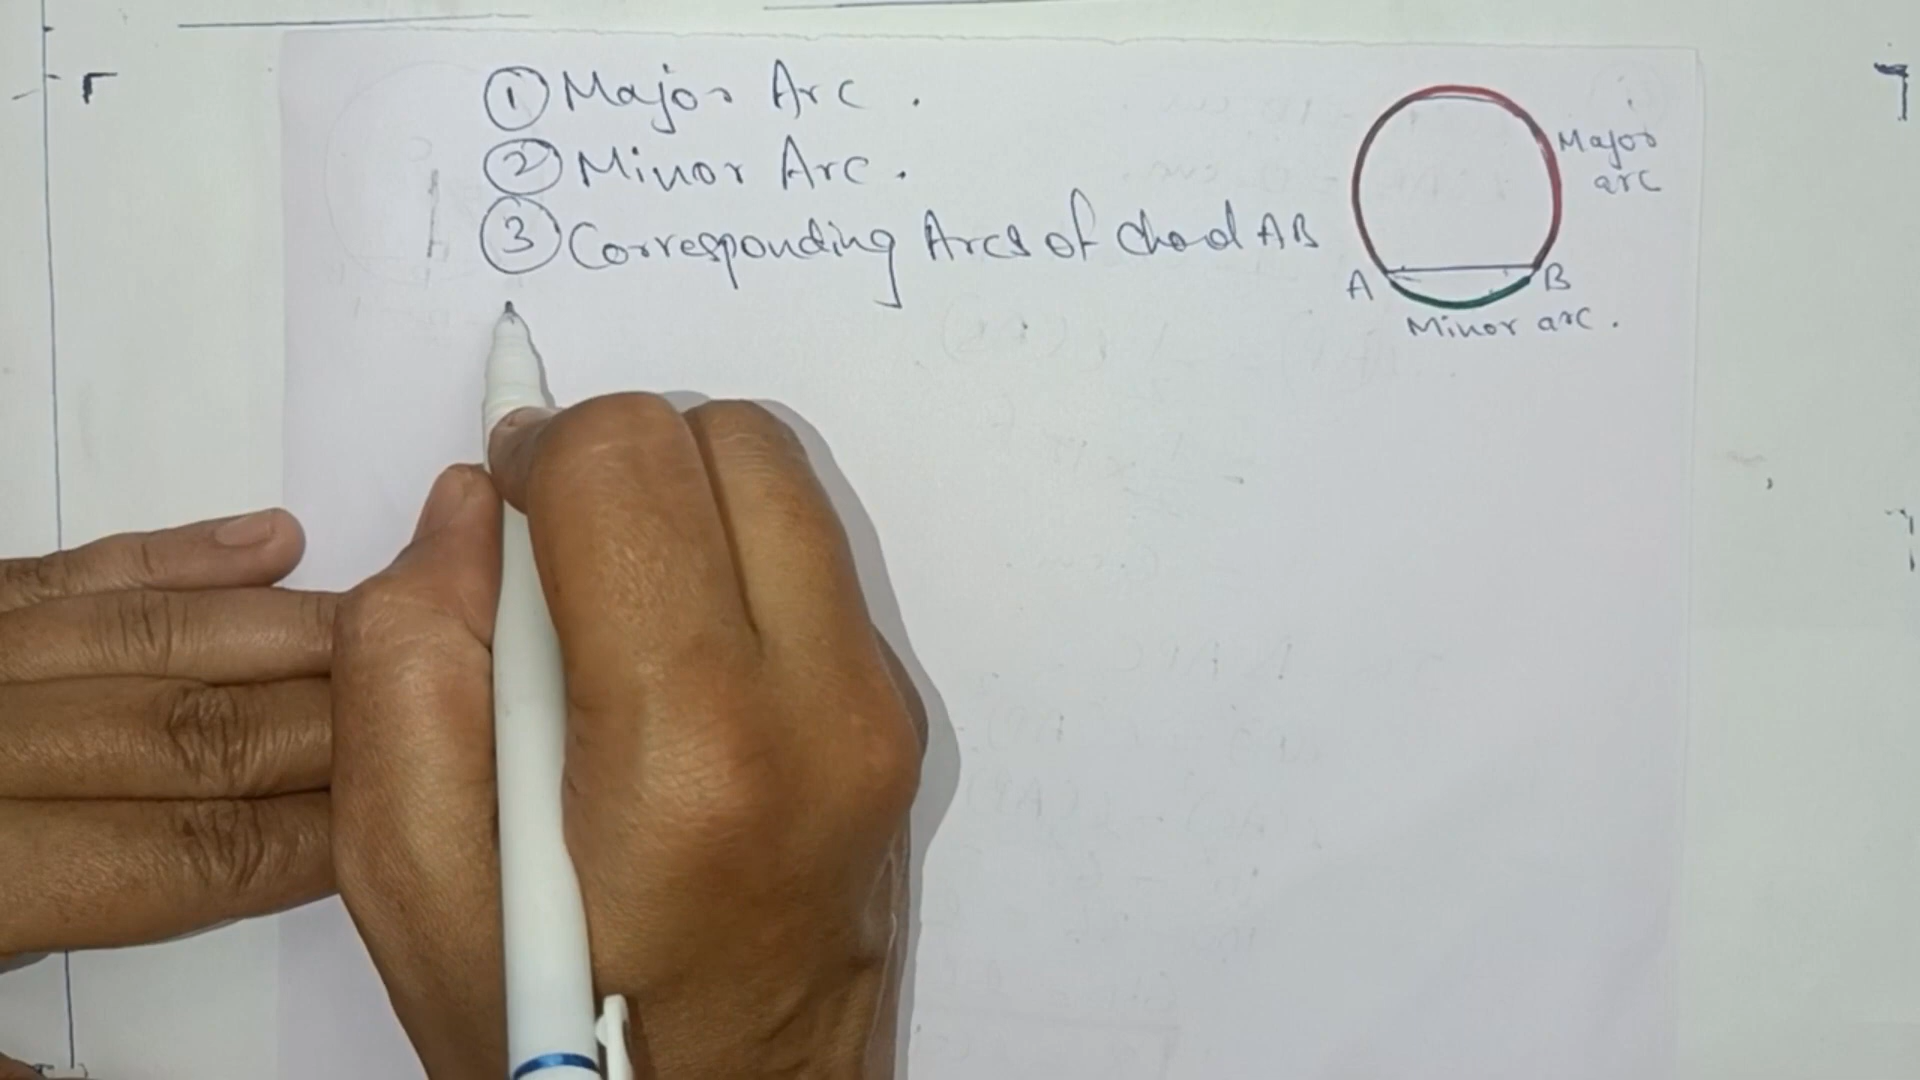 ① Major Arc.
② Minor Arc.
③ Corresponding Arcs of Chord AB
Major
arc
A
B
Minor arc.